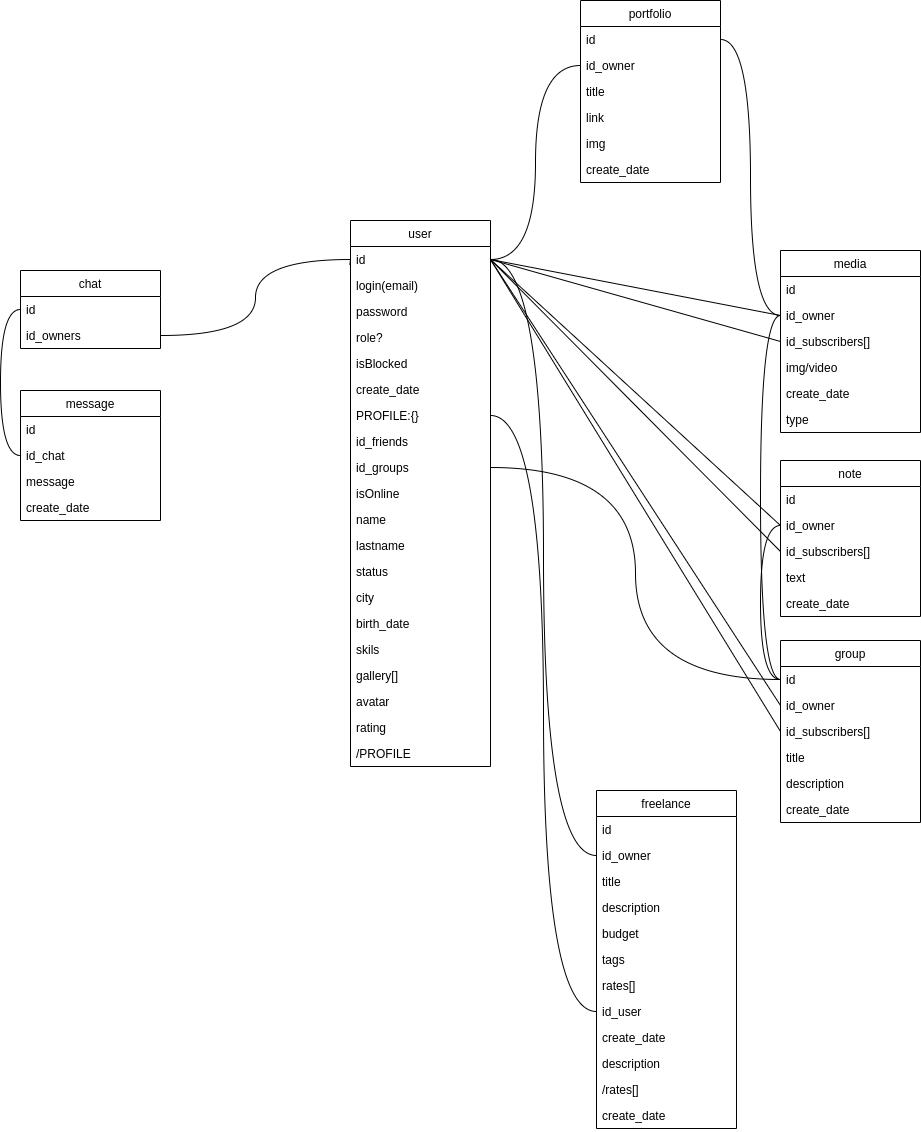 portfolio
id
id_owner
title
link
img
create_date
user
id
login(email)
password
role?
isBlocked
create_date
PROFILE:{}
id_friends
id_groups
isOnline
name
lastname
status
city
birth_date
skils
gallery[]
avatar
rating
/PROFILE
chat
id
id_owners
message
id
id_chat
message
create_date
media
id
id_owner
id_subscribers[]
img/video
create_date
type
note
id
id_owner
id_subscribers[]
text
create_date
group
id
id_owner
id_subscribers[]
title
description
create_date
freelance
id
id_owner
title
description
budget
tags
rates[]
id_user
create_date
description
/rates[]
create_date